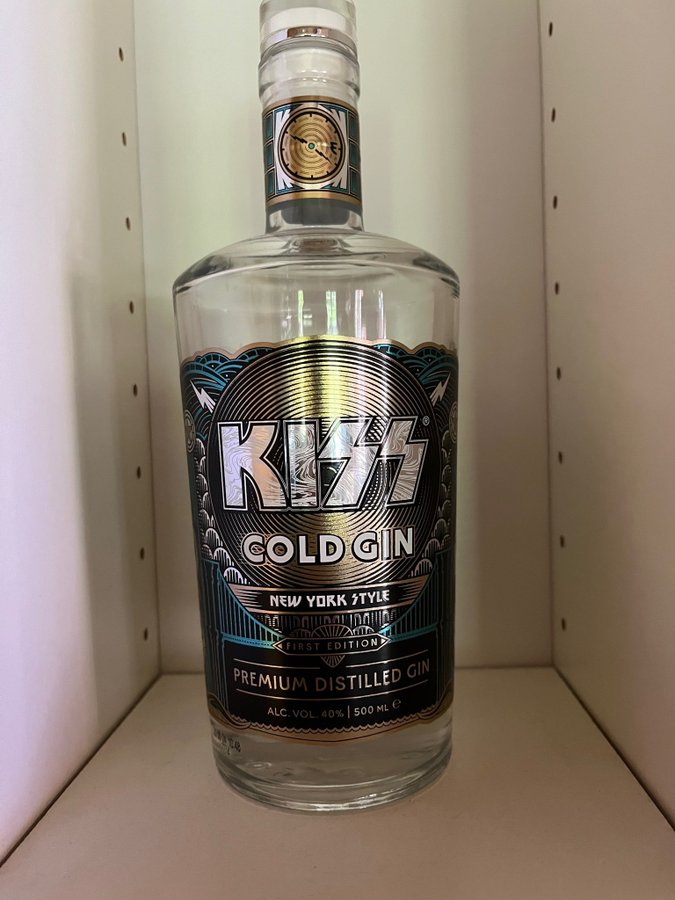 KISS®
COLD GIN
NEW YORK STYLE
FIRST EDITION
PREMIUM DISTILLED GIN
ALC. VOL. 40% | 500 ML ℮